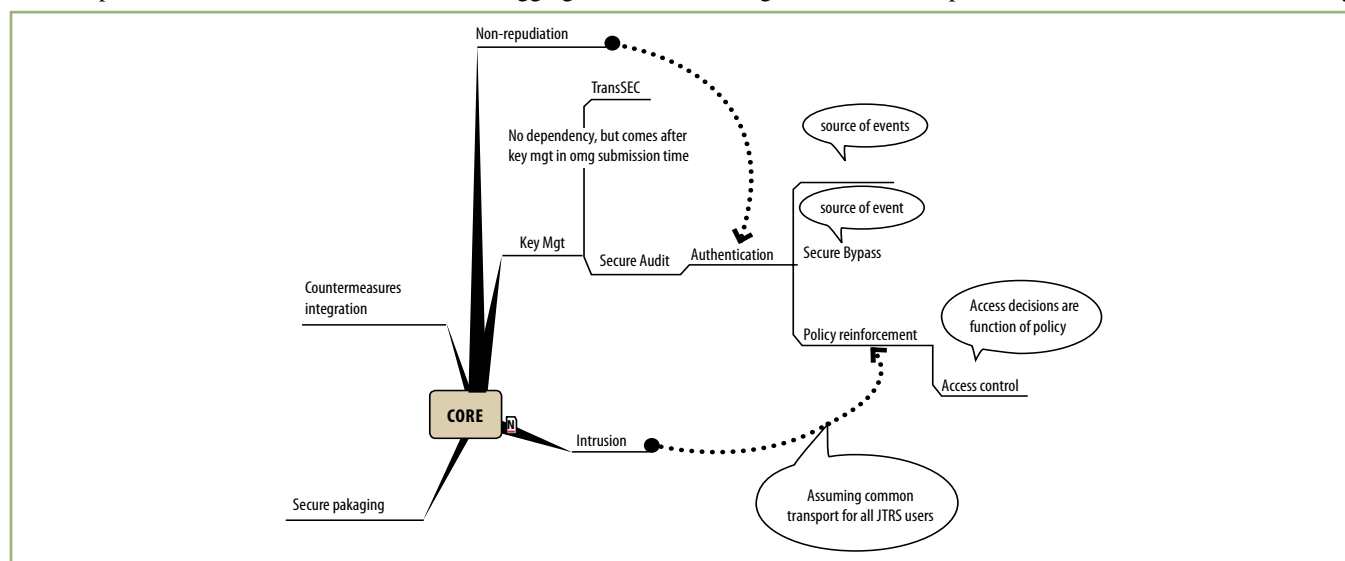 Non-repudiation
TransSEC
No dependency, but comes after
key mgt in omg submission time
source of events
source of event
Key Mgt
Secure Audit
Authentication
Secure Bypass
Countermeasures
integration
Access decisions are
function of policy
Policy reinforcement
Access control
CORE
N
Intrusion
Secure pakaging
Assuming common
transport for all JTRS users